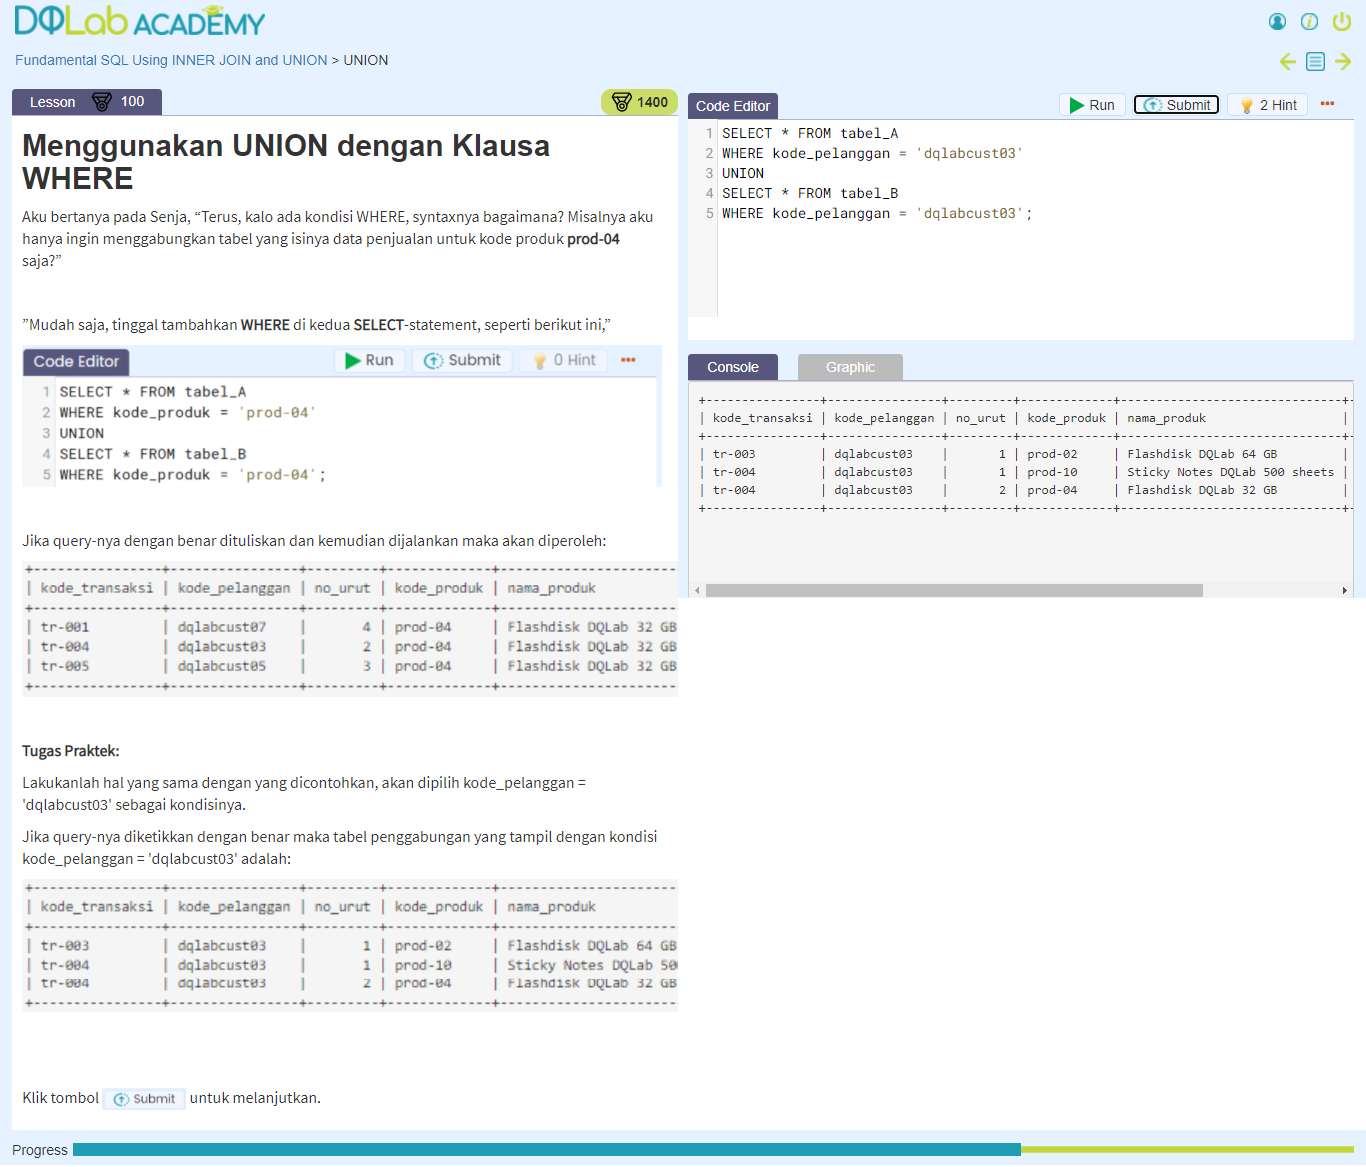 DQLab ACADEMY
Fundamental SQL Using INNER JOIN and UNION > UNION
Lesson 100
1400
Menggunakan UNION dengan Klausa
WHERE
Aku bertanya pada Senja, “Terus, kalo ada kondisi WHERE, syntaxnya bagaimana? Misalnya aku
hanya ingin menggabungkan tabel yang isinya data penjualan untuk kode produk prod-04
saja?”
”Mudah saja, tinggal tambahkan WHERE di kedua SELECT-statement, seperti berikut ini,”
Code Editor Run Submit 0 Hint
1 SELECT * FROM tabel_A
2 WHERE kode_produk = 'prod-04'
3 UNION
4 SELECT * FROM tabel_B
5 WHERE kode_produk = 'prod-04';
Jika query-nya dengan benar dituliskan dan kemudian dijalankan maka akan diperoleh:
| kode_transaksi | kode_pelanggan | no_urut | kode_produk | nama_produk
| tr-001 | dqlabcust07 | 4 | prod-04 | Flashdisk DQLab 32 GB
| tr-004 | dqlabcust03 | 2 | prod-04 | Flashdisk DQLab 32 GB
| tr-005 | dqlabcust05 | 3 | prod-04 | Flashdisk DQLab 32 GB
Tugas Praktek:
Lakukanlah hal yang sama dengan yang dicontohkan, akan dipilih kode_pelanggan =
'dqlabcust03' sebagai kondisinya.
Jika query-nya diketikkan dengan benar maka tabel penggabungan yang tampil dengan kondisi
kode_pelanggan = 'dqlabcust03' adalah:
| kode_transaksi | kode_pelanggan | no_urut | kode_produk | nama_produk
| tr-003 | dqlabcust03 | 1 | prod-02 | Flashdisk DQLab 64 GB
| tr-004 | dqlabcust03 | 1 | prod-10 | Sticky Notes DQLab 50
| tr-004 | dqlabcust03 | 2 | prod-04 | Flashdisk DQLab 32 GB
Klik tombol Submit untuk melanjutkan.
Code Editor Run Submit 2 Hint
1 SELECT * FROM tabel_A
2 WHERE kode_pelanggan = 'dqlabcust03'
3 UNION
4 SELECT * FROM tabel_B
5 WHERE kode_pelanggan = 'dqlabcust03';
Console Graphic
| kode_transaksi | kode_pelanggan | no_urut | kode_produk | nama_produk |
| tr-003 | dqlabcust03 | 1 | prod-02 | Flashdisk DQLab 64 GB |
| tr-004 | dqlabcust03 | 1 | prod-10 | Sticky Notes DQLab 500 sheets |
| tr-004 | dqlabcust03 | 2 | prod-04 | Flashdisk DQLab 32 GB |
Progress